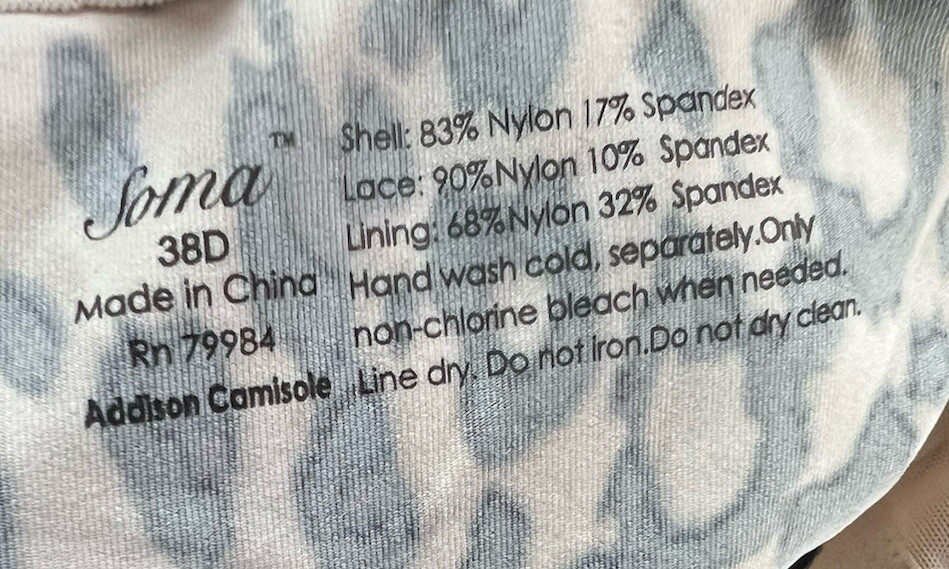 Soma™
38D
Made in China
Rn 79984
Addison Camisole
Shell: 83% Nylon 17% Spandex
Lace: 90%Nylon 10% Spandex
Lining: 68%Nylon 32% Spandex
Hand wash cold, separately.Only
non-chlorine bleach when needed.
Line dry. Do not iron.Do not dry clean.